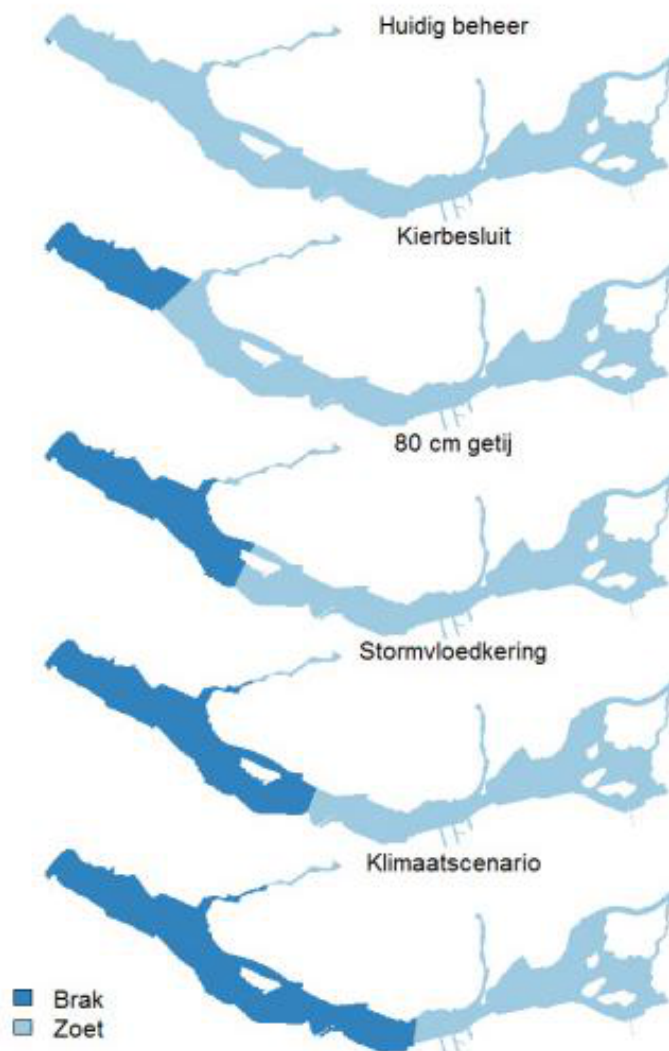 Huidig beheer
Kierbesluit
80 cm getij
Stormvloedkering
Klimaatscenario
Brak
Zoet